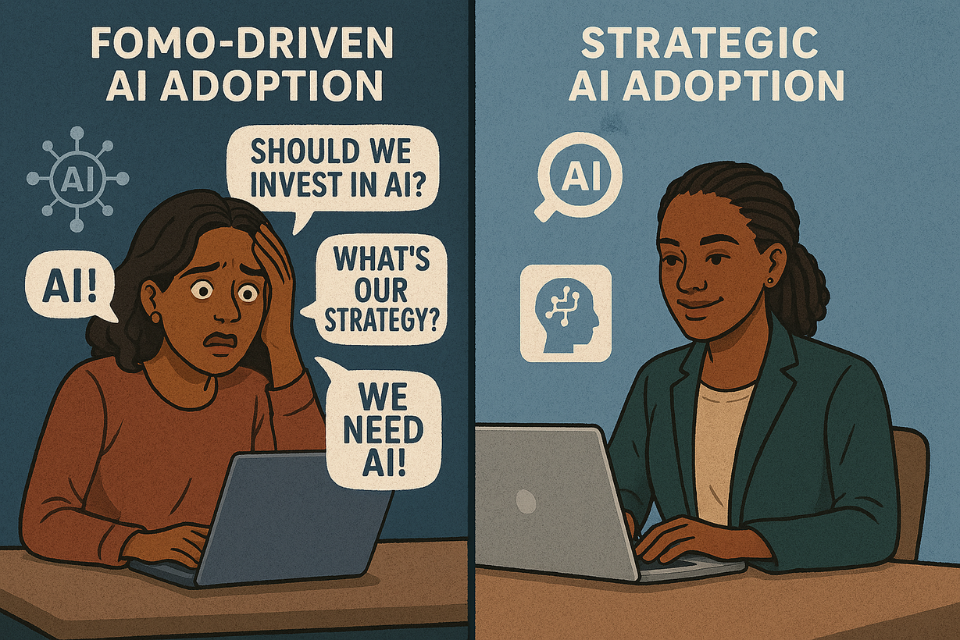 FOMO-DRIVEN
AI ADOPTION
AI
SHOULD WE
INVEST IN AI?
AI!
WHAT'S
OUR
STRATEGY?
WE
NEED
AI!
STRATEGIC
AI ADOPTION
AI